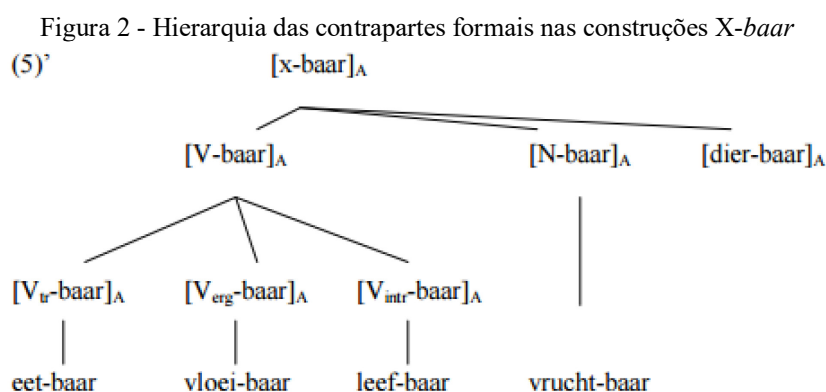 Figura 2 - Hierarquia das contrapartes formais nas construções X-baar
(5)’ [x-baar]A
[V-baar]A [N-baar]A [dier-baar]A
[Vtr-baar]A [Verg-baar]A [Vintr-baar]A
eet-baar vloei-baar leef-baar vrucht-baar